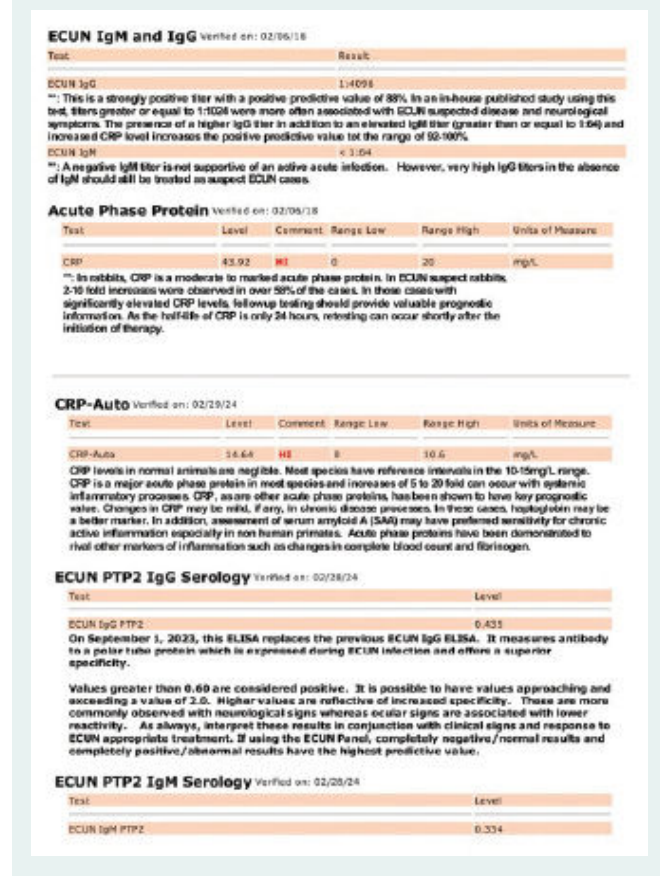 ECUN IgM and IgG Verified on: 02/06/18
Test Result
ECUN IgG 1:4096
**: This is a strongly positive titer with a positive predictive value of 88%. In an in-house published study using this
test, titers greater or equal to 1:1024 were more often associated with ECUN suspected disease and neurological
symptoms. The presence of a higher IgG titer in addition to an elevated IgM titer (greater than or equal to 1:64) and
increased CRP level increases the positive predictive value tot the range of 92-100%.
ECUN IgM < 1:64
**: A negative IgM titer is not supportive of an active acute infection. However, very high IgG titers in the absence
of IgM should still be treated as suspect ECUN cases.
Acute Phase Protein Verified on: 02/06/18
Test Level Comment Range Low Range High Units of Measure
CRP 43.92 HI 0 20 mg/L
**: In rabbits, CRP is a moderate to marked acute phase protein. In ECUN suspect rabbits,
2-10 fold increases were observed in over 58% of the cases. In those cases with
significantly elevated CRP levels, followup testing should provide valuable prognostic
information. As the half-life of CRP is only 24 hours, retesting can occur shortly after the
initiation of therapy.
CRP-Auto Verified on: 02/29/24
Test Level Comment Range Low Range High Units of Measure
CRP-Auto 14.64 HI 0 10.6 mg/L
CRP levels in normal animals are neglible. Most species have reference intervals in the 10-15mg/L range.
CRP is a major acute phase protein in most species and increases of 5 to 20 fold can occur with systemic
inflammatory processes. CRP, as are other acute phase proteins, has been shown to have key prognostic
value. Changes in CRP may be mild, if any, in chronic disease processes. In these cases, haptoglobin may be
a better marker. In addition, assessment of serum amyloid A (SAA) may have preferred sensitivity for chronic
active inflammation especially in non human primates. Acute phase proteins have been demonstrated to
rival other markers of inflammation such as changes in complete blood count and fibrinogen.
ECUN PTP2 IgG Serology Verified on: 02/28/24
Test Level
ECUN IgG PTP2 0.435
On September 1, 2023, this ELISA replaces the previous ECUN IgG ELISA. It measures antibody
to a polar tube protein which is expressed during ECUN infection and offers a superior
specificity.
Values greater than 0.60 are considered positive. It is possible to have values approaching and
exceeding a value of 2.0. Higher values are reflective of increased specificity. These are more
commonly observed with neurological signs whereas ocular signs are associated with lower
reactivity. As always, interpret these results in conjunction with clinical signs and response to
ECUN appropriate treatment. If using the ECUN Panel, completely negative/normal results and
completely positive/abnormal results have the highest predictive value.
ECUN PTP2 IgM Serology Verified on: 02/28/24
Test Level
ECUN IgM PTP2 0.334